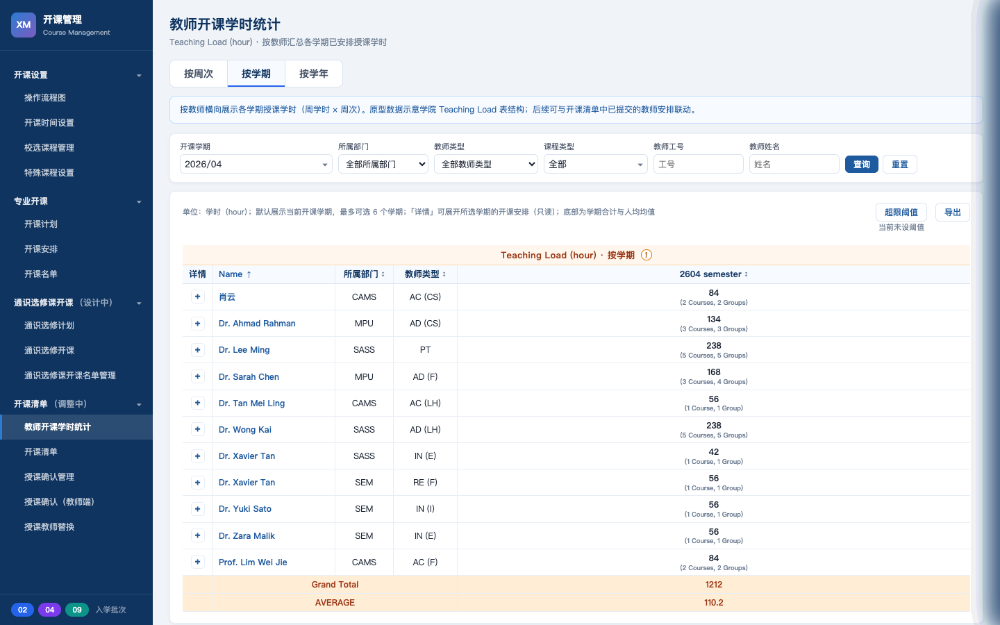 XM
开课管理
Course Management
开课设置
操作流程图
开课时间设置
校选课程管理
特殊课程设置
专业开课
开课计划
开课安排
开课名单
通识选修课开课 （设计中）
通识选修计划
通识选修开课
通识选修课开课名单管理
开课清单 （调整中）
教师开课学时统计
开课清单
授课确认管理
授课确认（教师端）
授课教师替换
02 04 09 入学批次
教师开课学时统计
Teaching Load (hour) · 按教师汇总各学期已安排授课学时
按周次 按学期 按学年
按教师横向展示各学期授课学时（周学时 × 周次）。原型数据示意学院 Teaching Load 表结构；后续可与开课清单中已提交的教师安排联动。
开课学期 所属部门 教师类型 课程类型 教师工号 教师姓名
2026/04 全部所属部门 全部教师类型 全部 工号 姓名 查询 重置
单位：学时（hour）；默认展示当前开课学期，最多可选 6 个学期；「详情」可展开所选学期的开课安排（只读）；底部为学期合计与人均均值
超限阈值 导出
当前未设阈值
Teaching Load (hour) · 按学期 !
详情 Name ↑ 所属部门 ↕ 教师类型 ↕ 2604 semester ↕
+ 肖云 CAMS AC (CS) 84
(2 Courses, 2 Groups)
+ Dr. Ahmad Rahman MPU AD (CS) 134
(3 Courses, 3 Groups)
+ Dr. Lee Ming SASS PT 238
(5 Courses, 5 Groups)
+ Dr. Sarah Chen MPU AD (F) 168
(3 Courses, 4 Groups)
+ Dr. Tan Mei Ling CAMS AC (LH) 56
(1 Course, 1 Group)
+ Dr. Wong Kai SASS AD (LH) 238
(5 Courses, 5 Groups)
+ Dr. Xavier Tan SASS IN (E) 42
(1 Course, 1 Group)
+ Dr. Xavier Tan SEM RE (F) 56
(1 Course, 1 Group)
+ Dr. Yuki Sato SEM IN (I) 56
(1 Course, 1 Group)
+ Dr. Zara Malik SEM IN (E) 56
(1 Course, 1 Group)
+ Prof. Lim Wei Jie CAMS AC (F) 84
(2 Courses, 2 Groups)
Grand Total 1212
AVERAGE 110.2